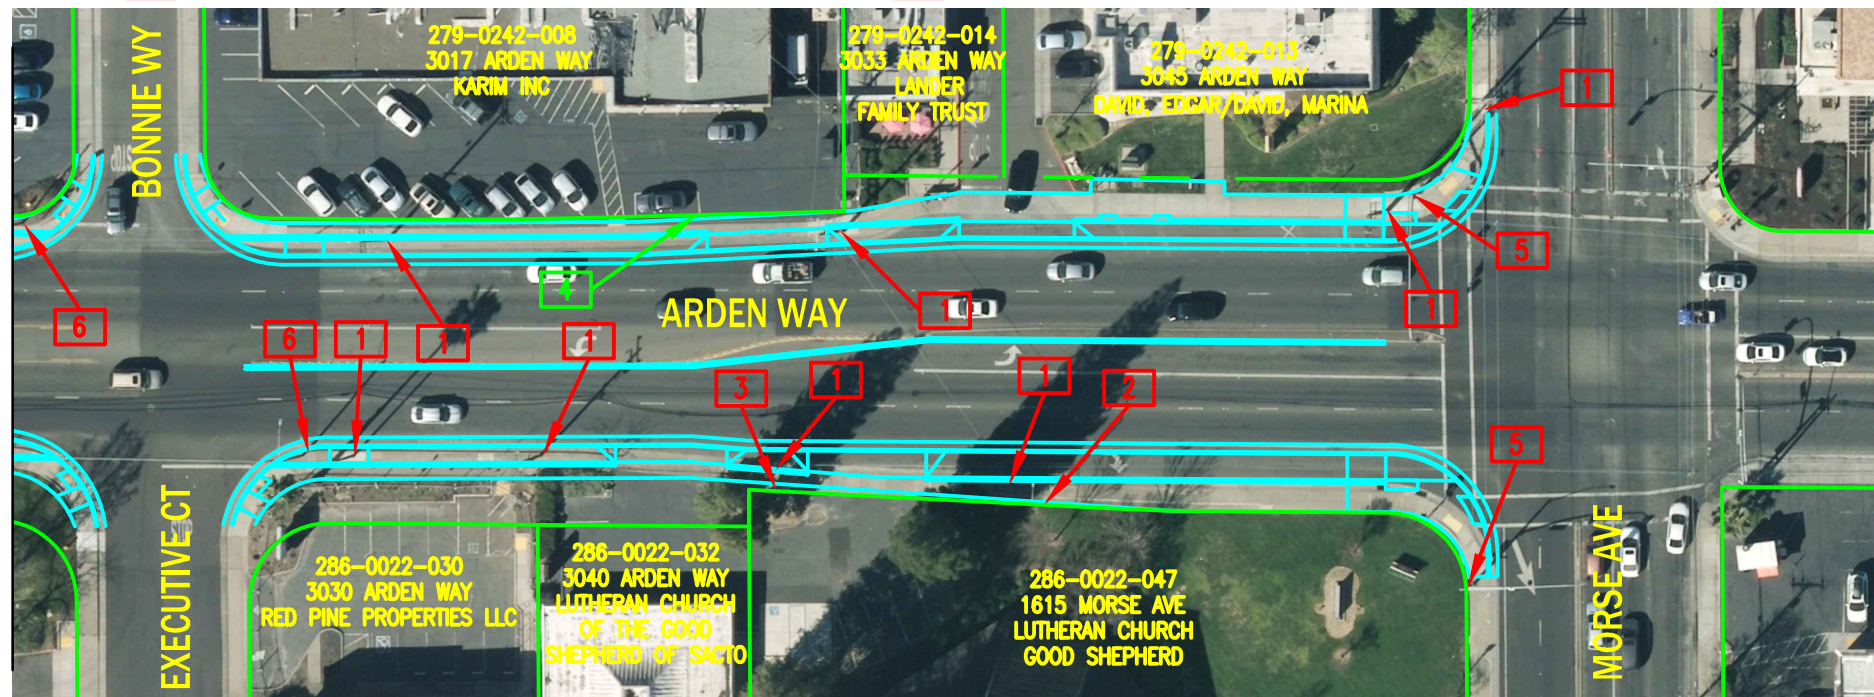 BONNIE WY
279-0242-008
3017 ARDEN WAY
KARIM INC
279-0242-014
3033 ARDEN WAY
LANDER
FAMILY TRUST
279-0242-013
3045 ARDEN WAY
DAVID, EDGAR/DAVID, MARINA
1
STOP
STOP
5
4
ARDEN WAY
1
1
6
6
1
1
1
3
1
1
2
5
EXECUTIVE CT
STOP
286-0022-030
3030 ARDEN WAY
RED PINE PROPERTIES LLC
286-0022-032
3040 ARDEN WAY
LUTHERAN CHURCH
OF THE GOOD
SHEPHERD OF SACTO
286-0022-047
1615 MORSE AVE
LUTHERAN CHURCH
GOOD SHEPHERD
MORSE AVE